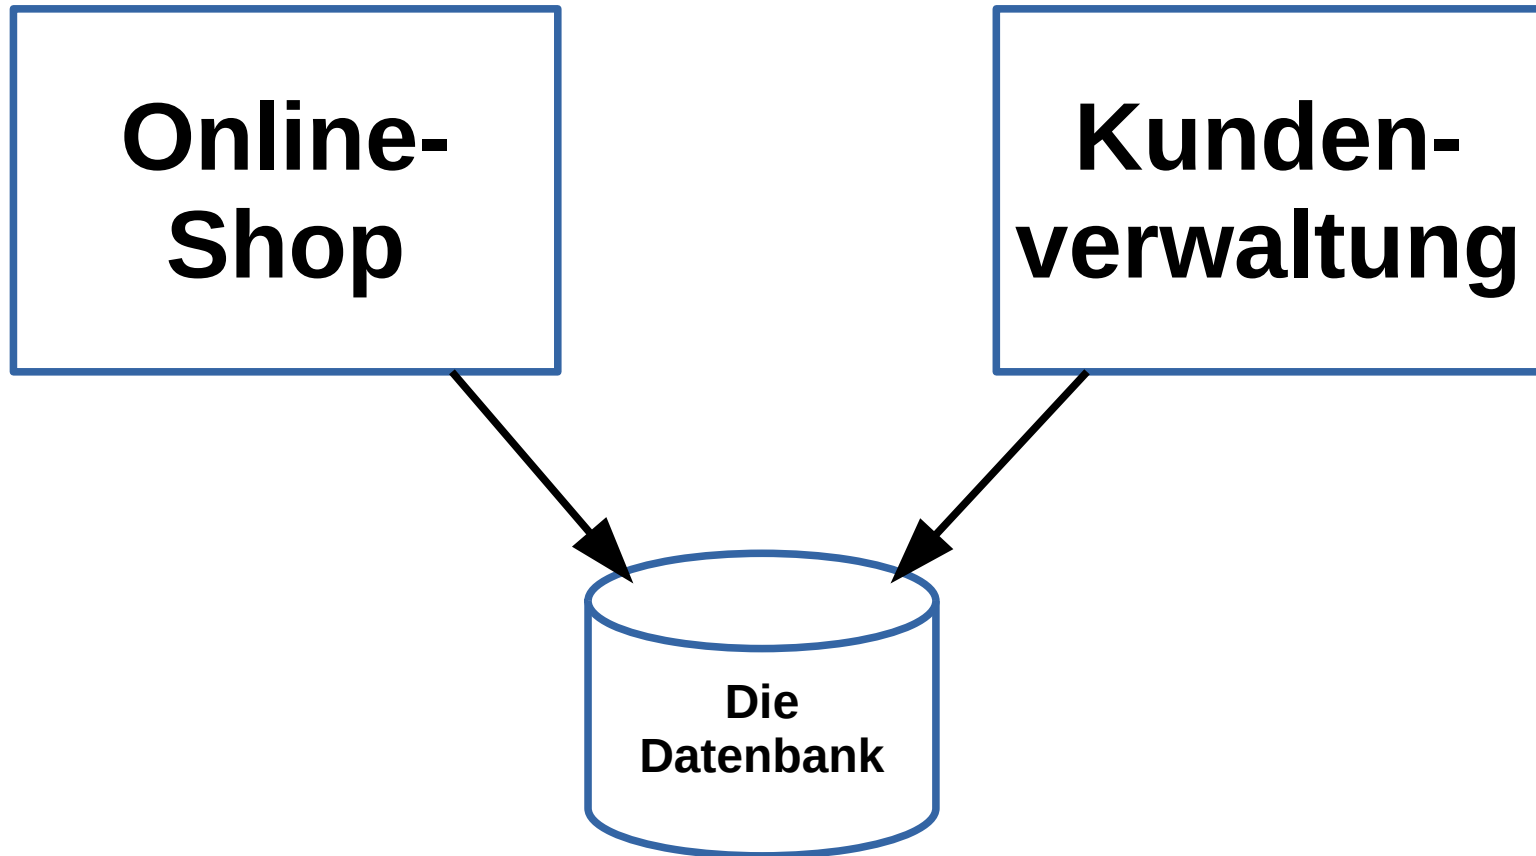 Online-
Shop
Kunden-
verwaltung
Die
Datenbank